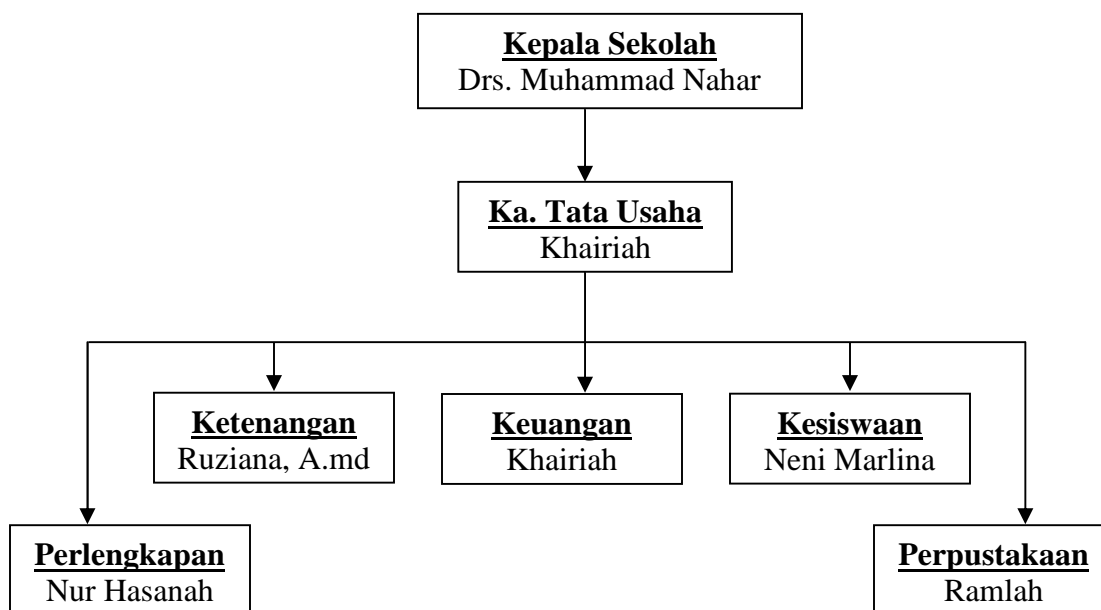 Kepala Sekolah
Drs. Muhammad Nahar
Ka. Tata Usaha
Khairiah
Ketenangan
Ruziana, A.md
Keuangan
Khairiah
Kesiswaan
Neni Marlina
Perlengkapan
Nur Hasanah
Perpustakaan
Ramlah